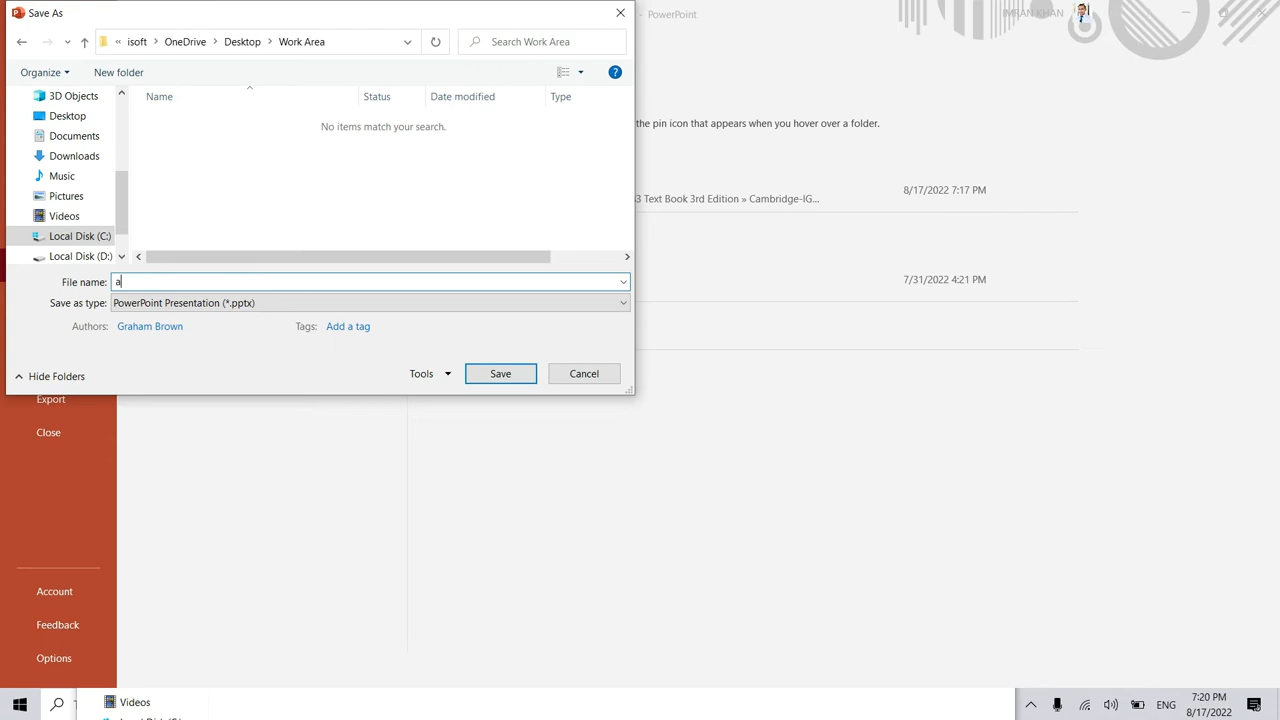 Save As
- PowerPoint
IMRAN KHAN
« isoft > OneDrive > Desktop > Work Area
Search Work Area
Organize
New folder
?
3D Objects
Desktop
Documents
Downloads
Music
Pictures
Videos
Local Disk (C:)
Local Disk (D:)
Name
Status
Date modified
Type
No items match your search.
the pin icon that appears when you hover over a folder.
8/17/2022 7:17 PM
3 Text Book 3rd Edition » Cambridge-IG...
7/31/2022 4:21 PM
File name: a
Save as type: PowerPoint Presentation (*.pptx)
Authors: Graham Brown
Tags: Add a tag
Hide Folders
Tools
Save
Cancel
Export
Close
Account
Feedback
Options
Videos
ENG
7:20 PM
8/17/2022